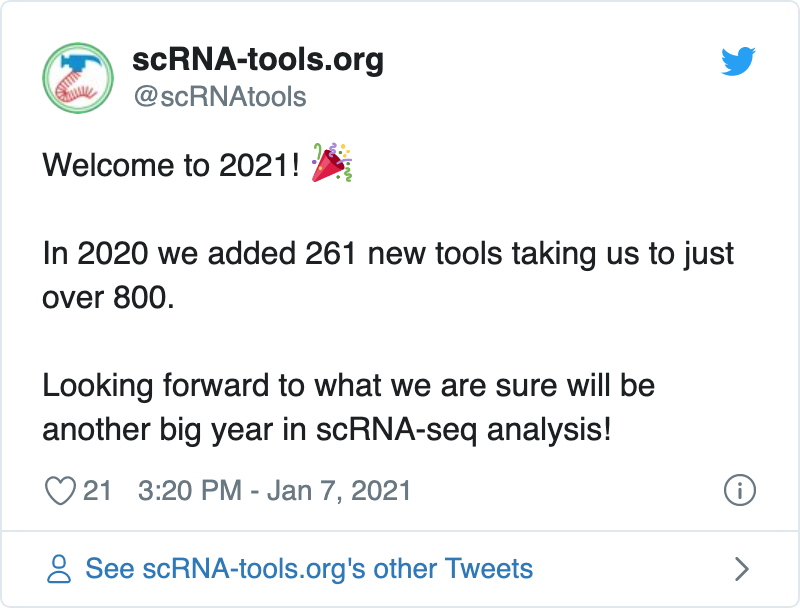 scRNA-tools.org
@scRNAtools
Welcome to 2021! 🎉
In 2020 we added 261 new tools taking us to just
over 800.
Looking forward to what we are sure will be
another big year in scRNA-seq analysis!
21 3:20 PM - Jan 7, 2021
See scRNA-tools.org's other Tweets